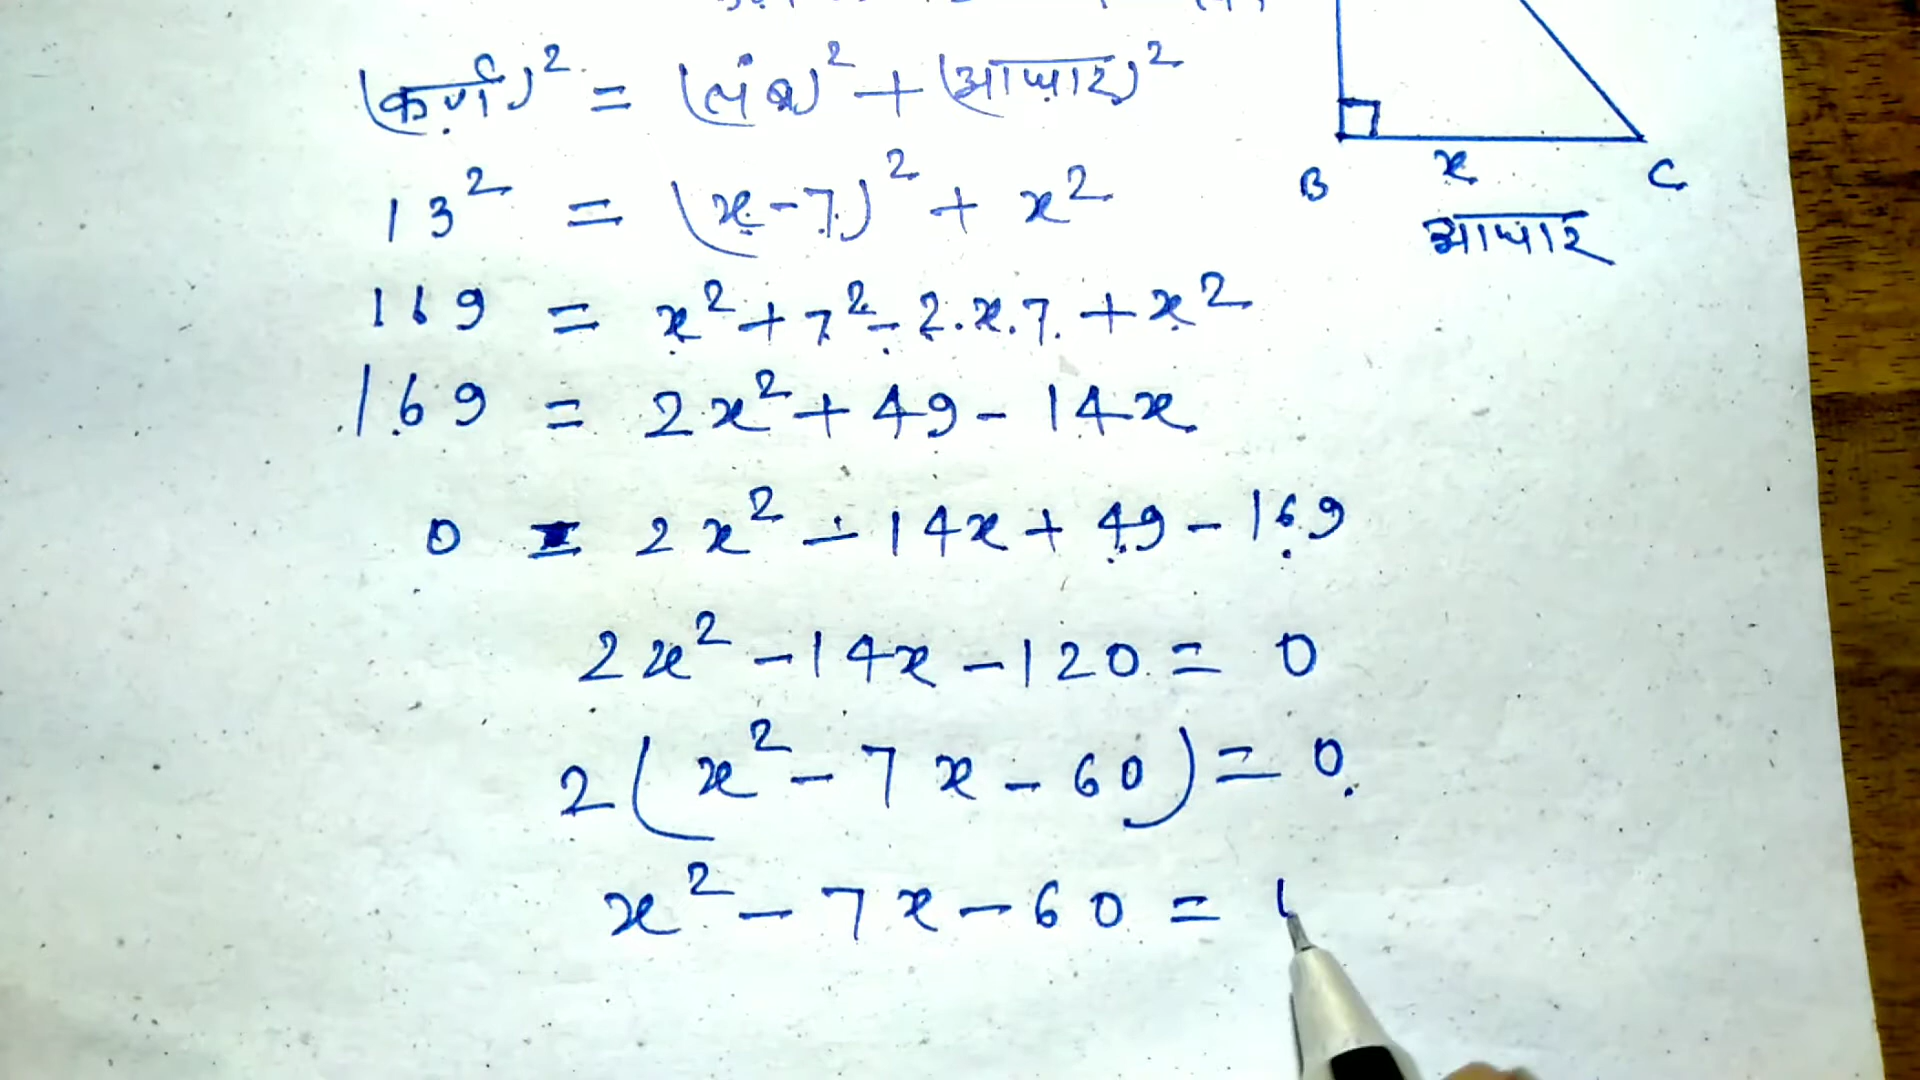 (कर्ण)² = (लंब)² + (आधार)²
13² = (x-7)² + x²
169 = x² + 7² - 2.x.7 + x²
169 = 2x² + 49 - 14x
0 = 2x² - 14x + 49 - 169
2x² - 14x - 120 = 0
2(x² - 7x - 60) = 0
x² - 7x - 60 =
B x C
आधार